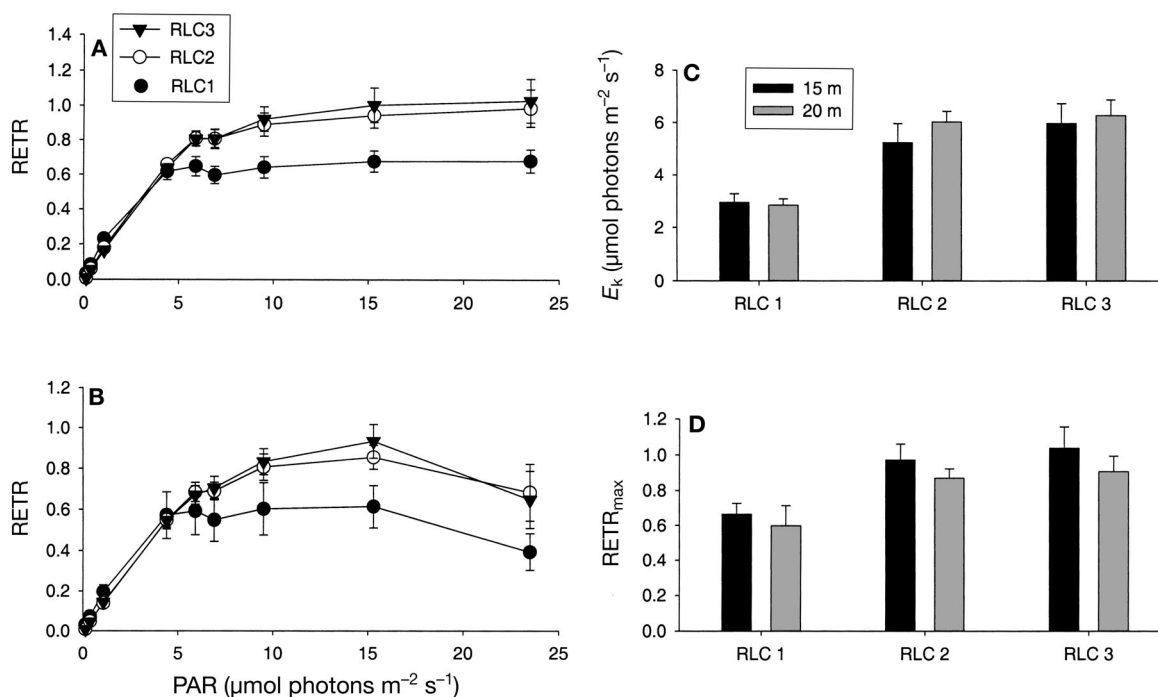 A
RLC3
RLC2
RLC1
RETR
1.4
1.2
1.0
0.8
0.6
0.4
0.2
0.0
0 5 10 15 20 25
C
15 m
20 m
Eₖ (µmol photons m⁻² s⁻¹)
8
6
4
2
0
RLC 1 RLC 2 RLC 3
B
RETR
1.2
1.0
0.8
0.6
0.4
0.2
0.0
0 5 10 15 20 25
PAR (µmol photons m⁻² s⁻¹)
D
RETRmax
1.2
1.0
0.8
0.6
0.4
0.2
0.0
RLC 1 RLC 2 RLC 3